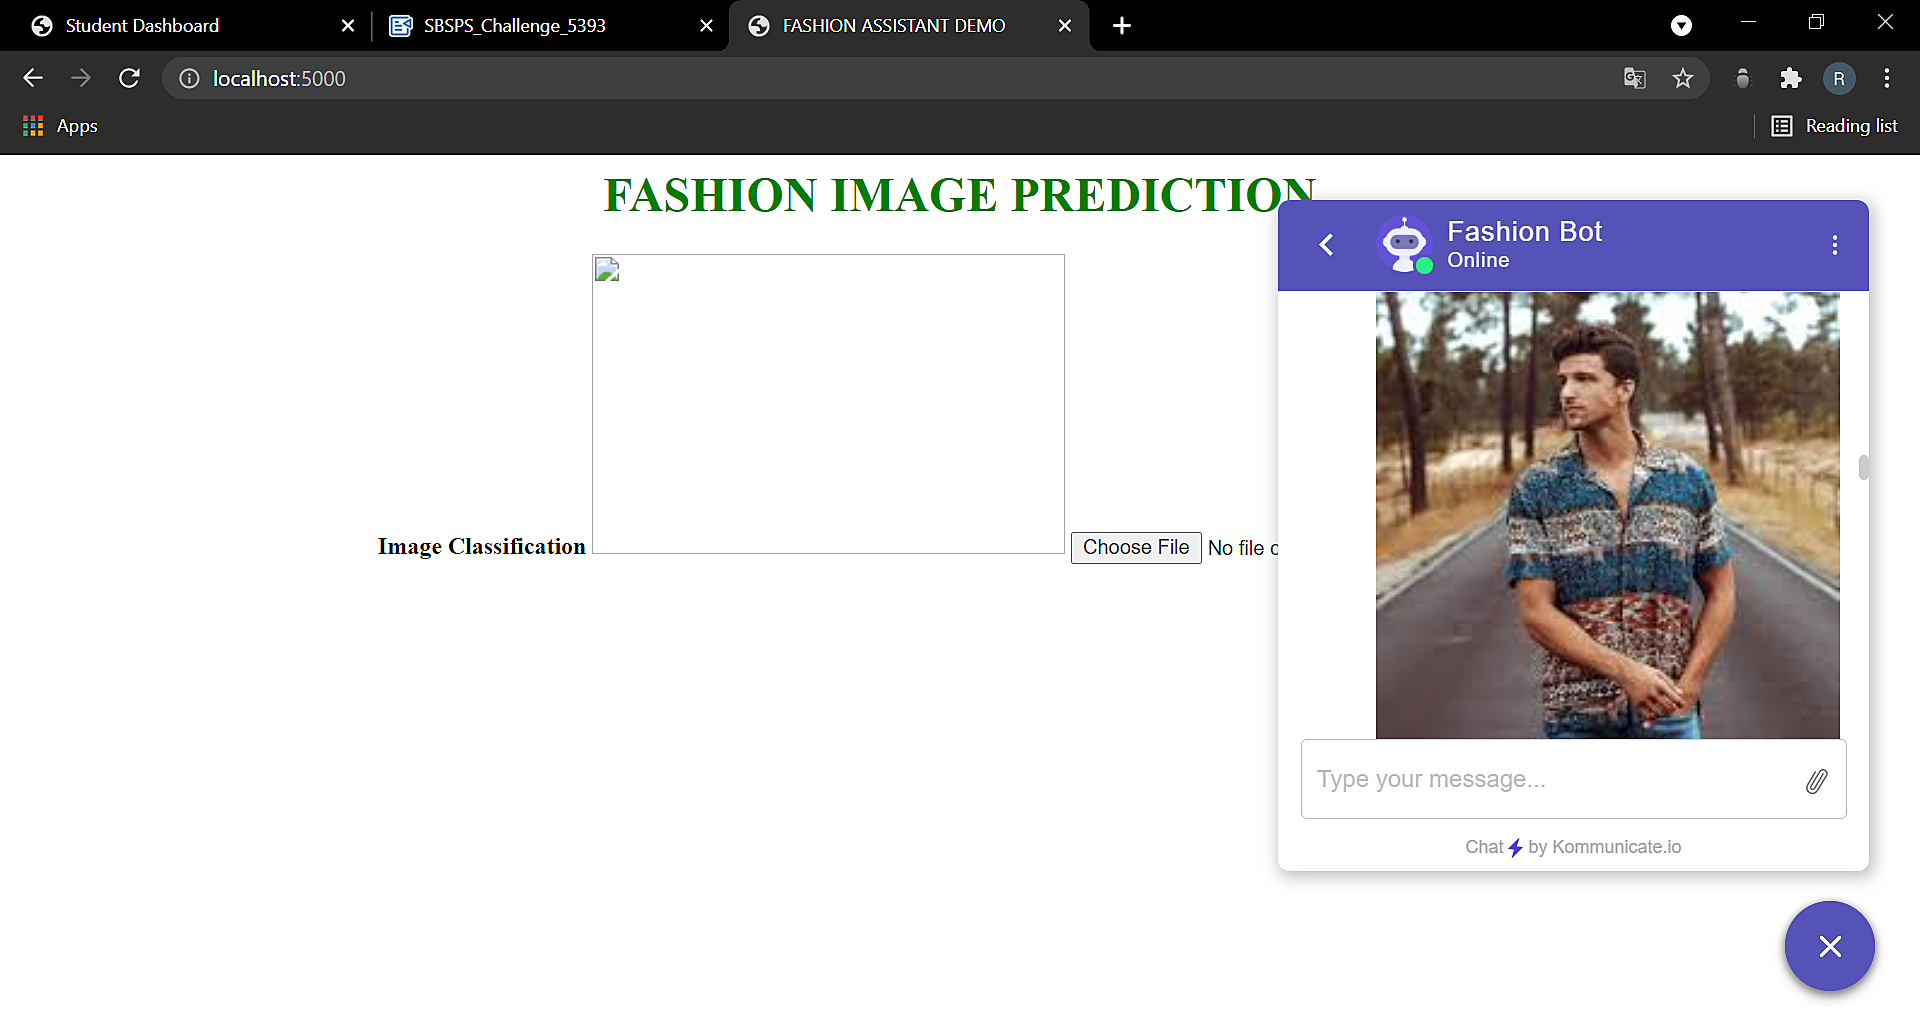 Student Dashboard
SBSPS_Challenge_5393
FASHION ASSISTANT DEMO
localhost:5000
R
Apps
Reading list
FASHION IMAGE PREDICTION
Fashion Bot
Online
Image Classification
Choose File
No file c
Type your message...
Chat by Kommunicate.io